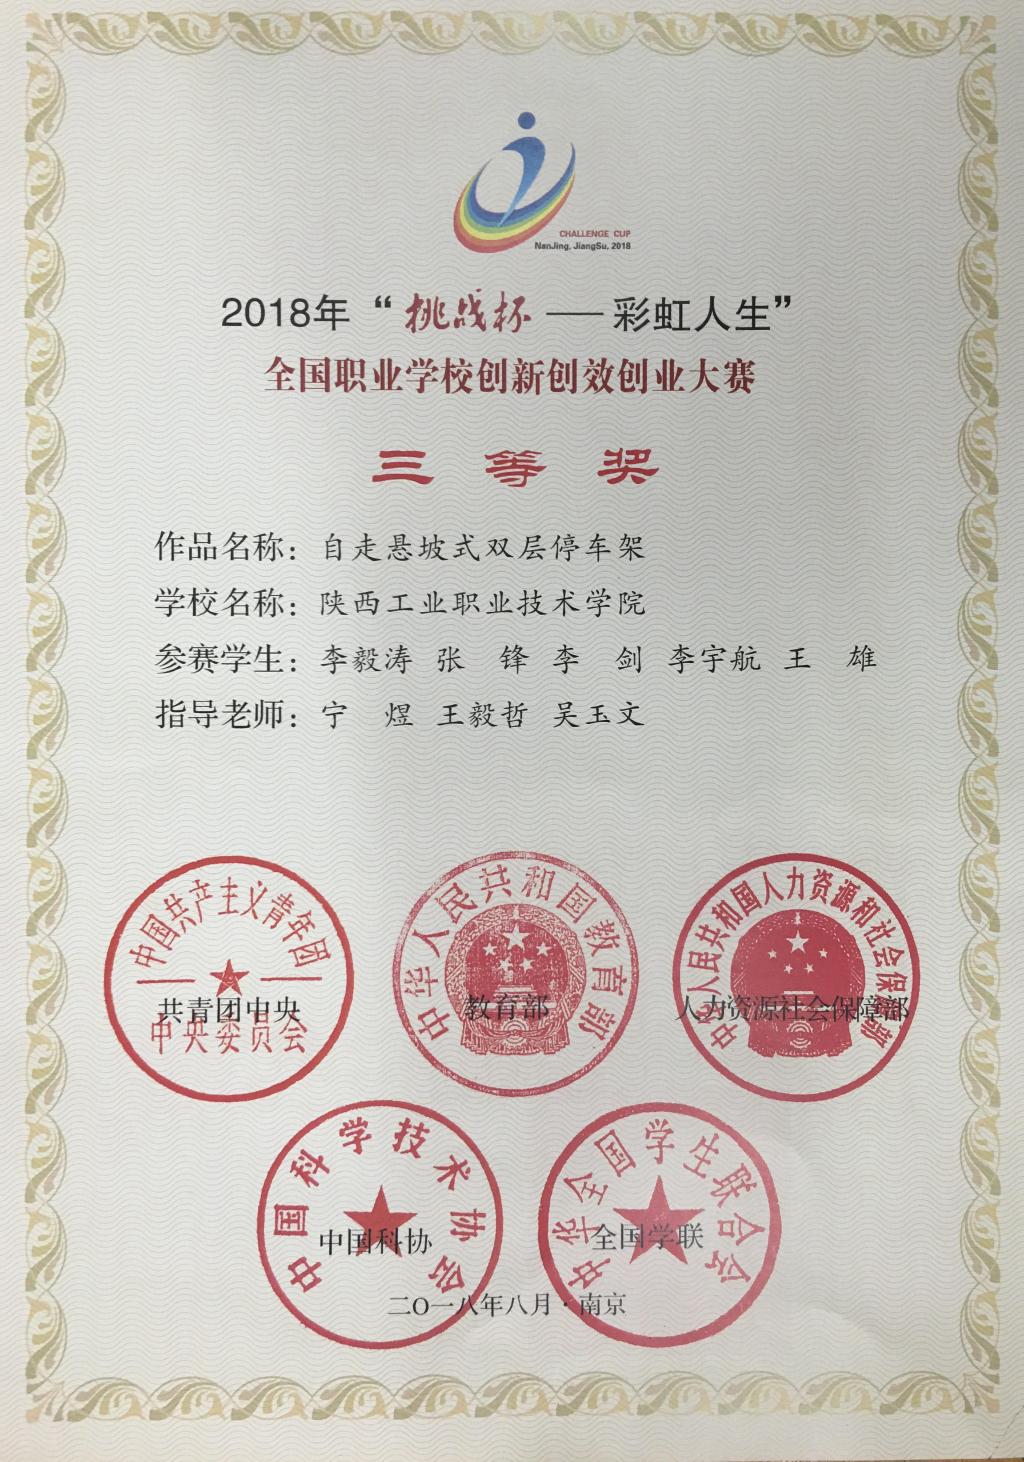 CHALLENGE CUP
NanJing, JiangSu, 2018
2018年“挑战杯——彩虹人生”
全国职业学校创新创效创业大赛
三等奖
作品名称：自走悬坡式双层停车架
学校名称：陕西工业职业技术学院
参赛学生：李毅涛 张　锋 李　剑 李宇航 王　雄
指导老师：宁　煜 王毅哲 吴玉文
中国共产主义青年团
共青团中央
中央委员会
中华人民共和国教育部
教育部
中华人民共和国人力资源和社会保障部
人力资源社会保障部
中国科学技术协会
中国科协
中华全国学生联合会
全国学联
二〇一八年八月·南京